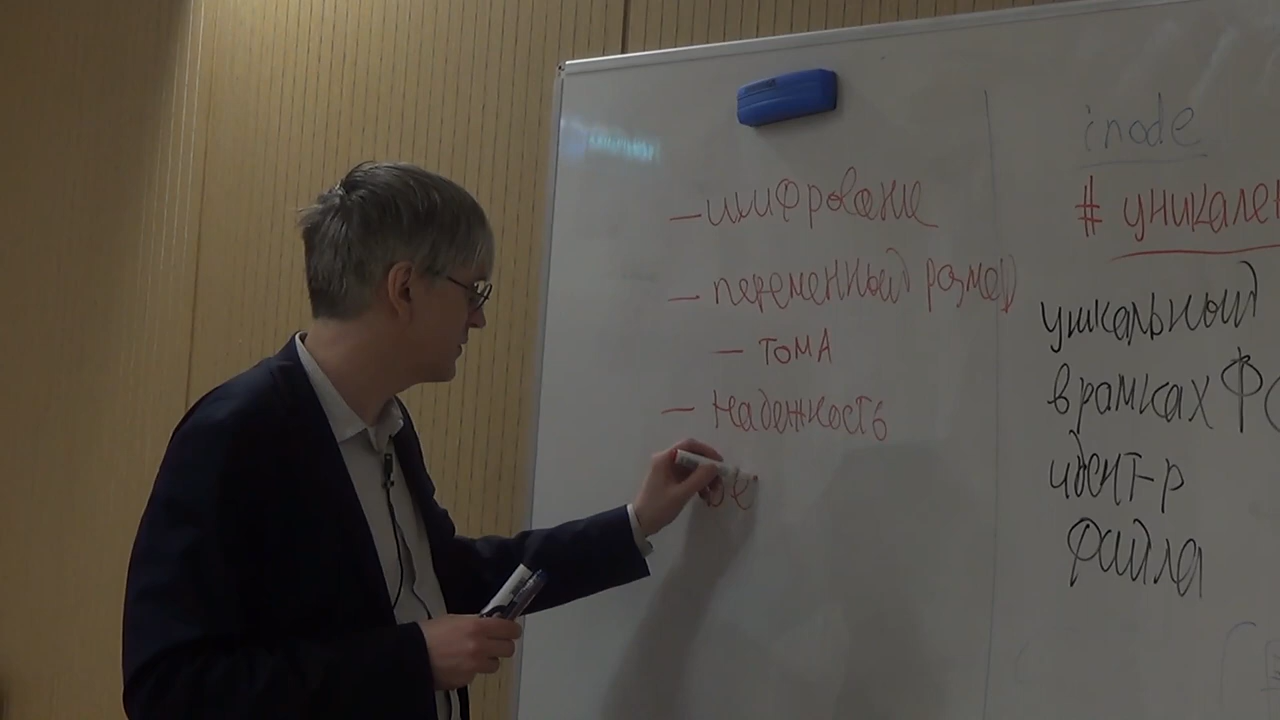 — шифрование
— переменный размер
— тома
— надежность
inode
# уникален
уникальный
в рамках ФС
идент-р
файла